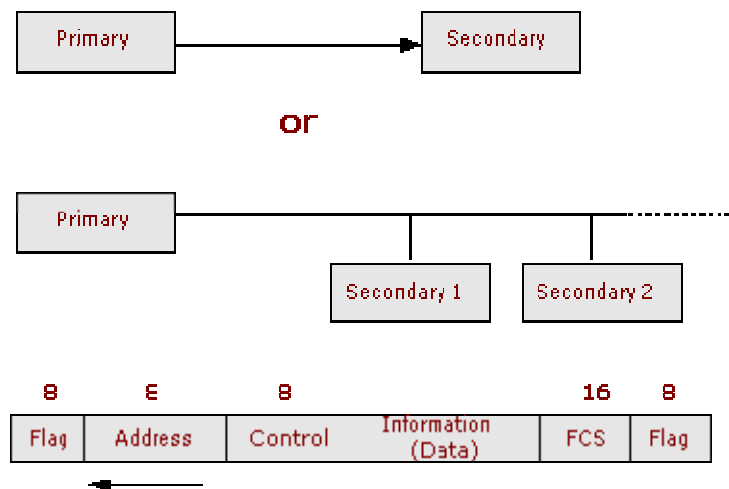 Primary
Secondary
or
Primary
Secondary 1
Secondary 2
8 E 8 16 8
Flag Address Control Information (Data) FCS Flag